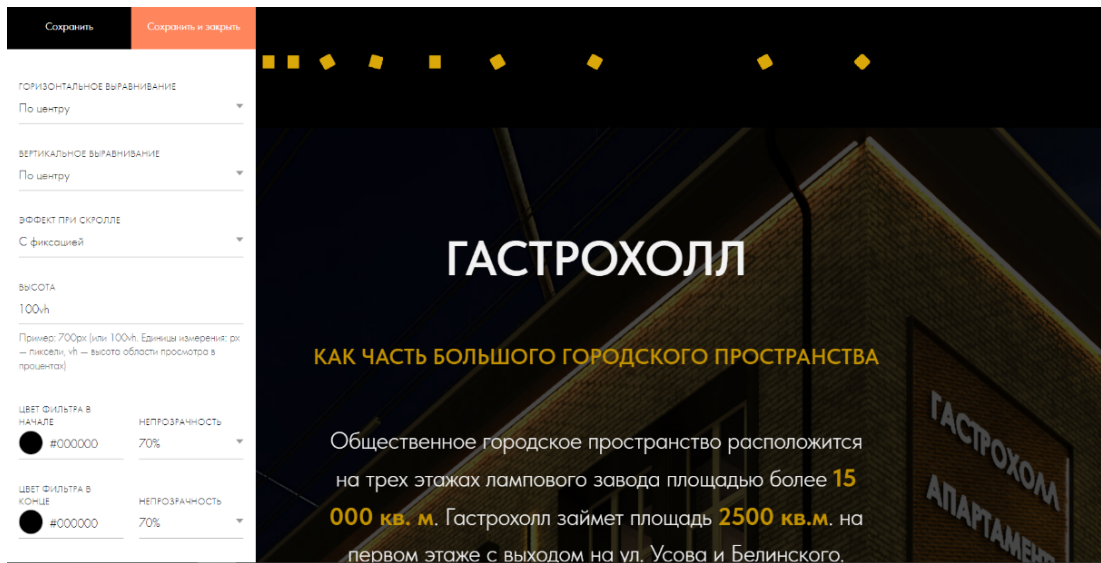 Сохранить
Сохранить и закрыть
ГОРИЗОНТАЛЬНОЕ ВЫРАВНИВАНИЕ
По центру
ВЕРТИКАЛЬНОЕ ВЫРАВНИВАНИЕ
По центру
ЭФФЕКТ ПРИ СКРОЛЛЕ
С фиксацией
ВЫСОТА
100vh
Пример: 700px (или 100vh. Единицы измерения: px
— пиксели, vh — высота области просмотра в
процентах)
ЦВЕТ ФИЛЬТРА В
НАЧАЛЕ
#000000
НЕПРОЗРАЧНОСТЬ
70%
ЦВЕТ ФИЛЬТРА В
КОНЦЕ
#000000
НЕПРОЗРАЧНОСТЬ
70%
ГАСТРОХОЛЛ
КАК ЧАСТЬ БОЛЬШОГО ГОРОДСКОГО ПРОСТРАНСТВА
Общественное городское пространство расположится
на трех этажах лампового завода площадью более 15
000 кв. м. Гастрохолл займет площадь 2500 кв.м. на
первом этаже с выходом на ул. Усова и Белинского.
ГАСТРОХОЛЛ
АПАРТАМЕНТ